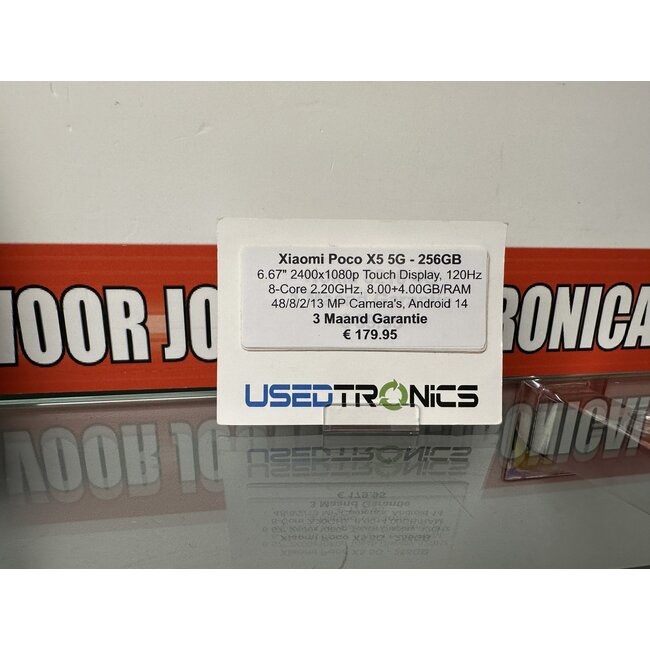 Xiaomi Poco X5 5G - 256GB
6.67" 2400x1080p Touch Display, 120Hz
8-Core 2.20GHz, 8.00+4.00GB/RAM
48/8/2/13 MP Camera's, Android 14
3 Maand Garantie
€ 179.95
USEDTRONiCS
VOOR JO
RONICA